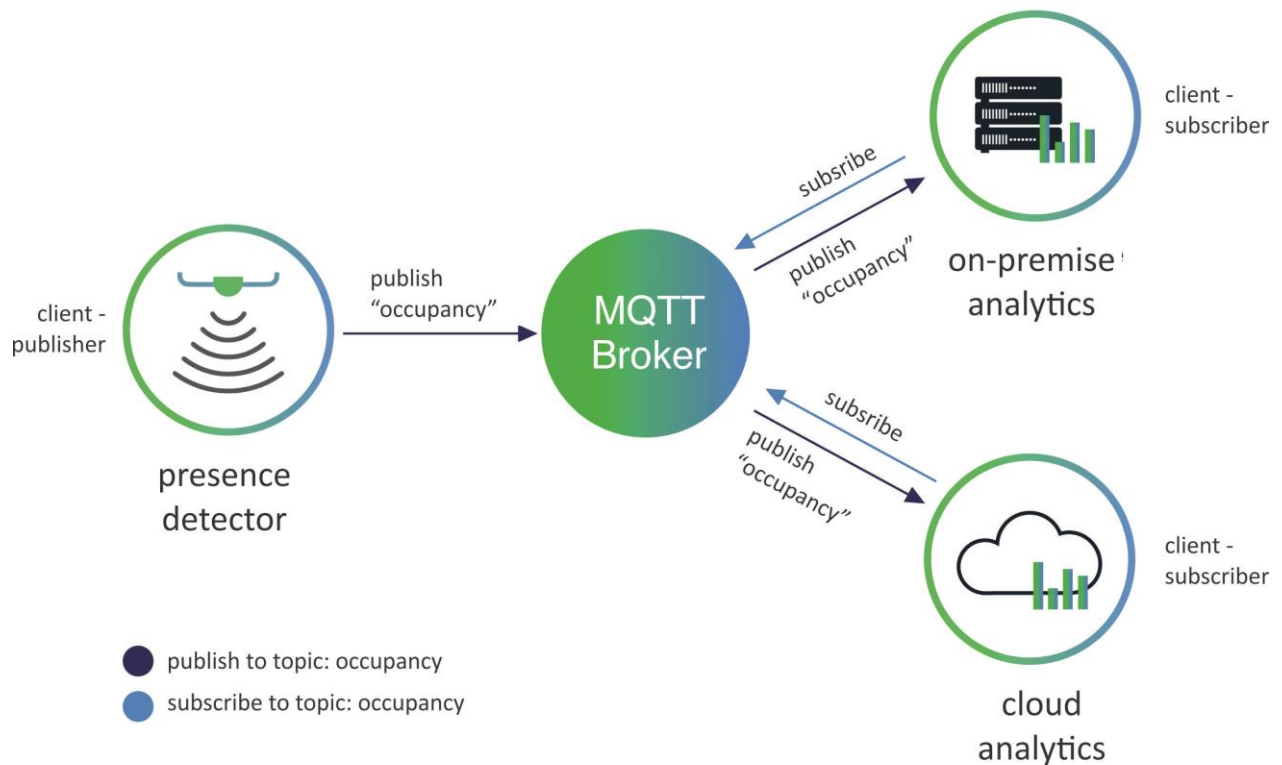 client -
publisher
presence
detector
publish
“occupancy”
MQTT
Broker
subsribe
publish
“occupancy”
client -
subscriber
on-premise
analytics
subsribe
publish
“occupancy”
client -
subscriber
cloud
analytics
publish to topic: occupancy
subscribe to topic: occupancy